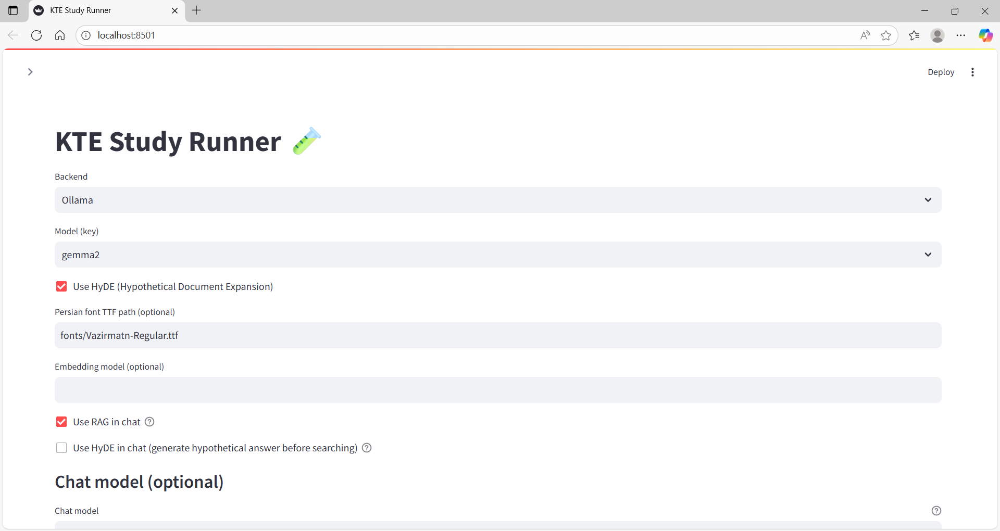 KTE Study Runner
localhost:8501
Deploy
KTE Study Runner
Backend
Ollama
Model (key)
gemma2
Use HyDE (Hypothetical Document Expansion)
Persian font TTF path (optional)
fonts/Vazirmatn-Regular.ttf
Embedding model (optional)
Use RAG in chat
Use HyDE in chat (generate hypothetical answer before searching)
Chat model (optional)
Chat model